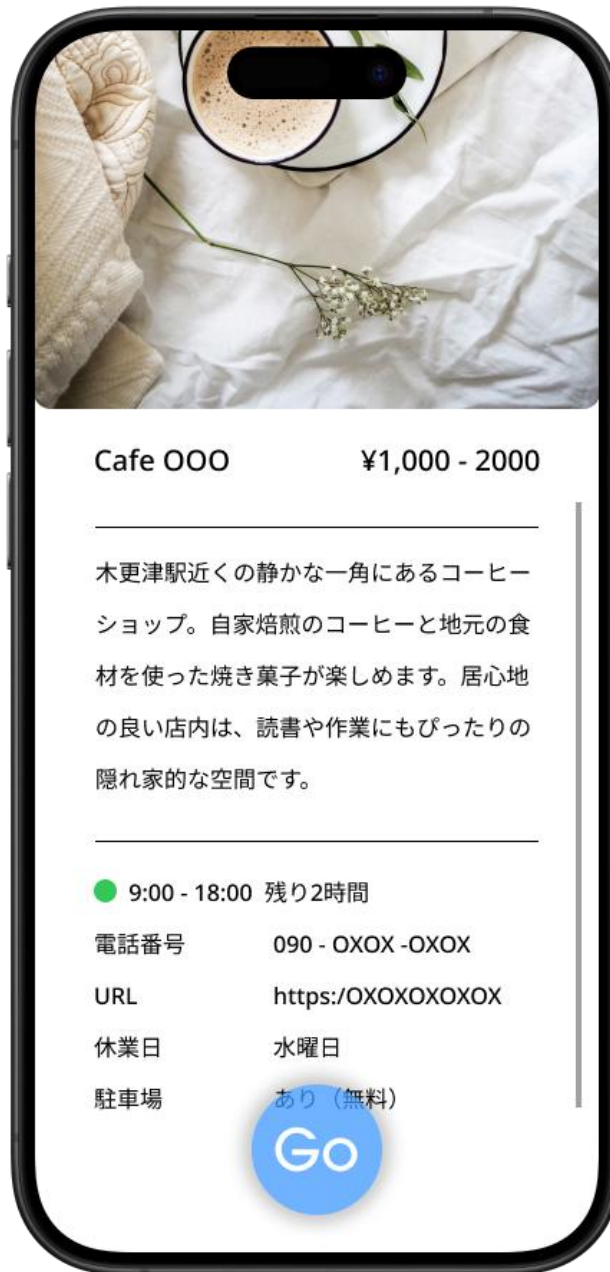 Cafe OOO ¥1,000 - 2000
木更津駅近くの静かな一角にあるコーヒー
ショップ。自家焙煎のコーヒーと地元の食
材を使った焼き菓子が楽しめます。居心地
の良い店内は、読書や作業にもぴったりの
隠れ家的な空間です。
9:00 - 18:00 残り2時間
電話番号 090 - OXOX -OXOX
URL https:/OXOXOXOXOX
休業日 水曜日
駐車場 あり（無料）
Go